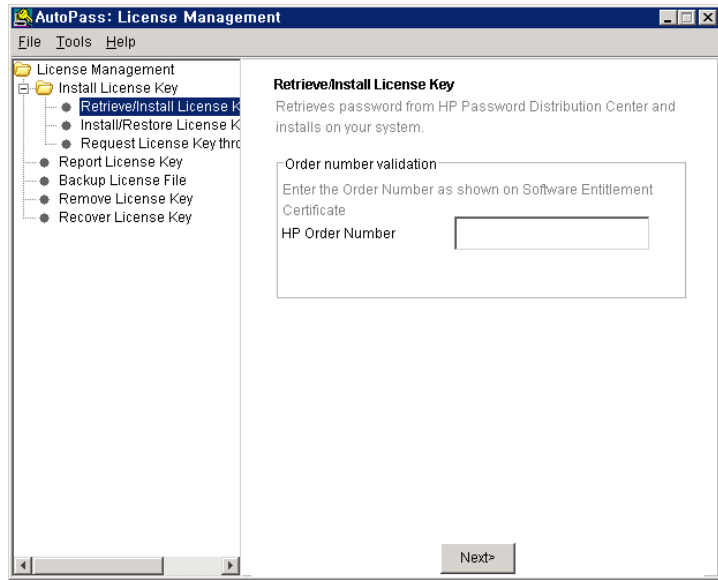 AutoPass: License Management
File Tools Help
License Management
Install License Key
Retrieve/Install License K
Install/Restore License K
Request License Key thro
Report License Key
Backup License File
Remove License Key
Recover License Key
Retrieve/Install License Key
Retrieves password from HP Password Distribution Center and
installs on your system.
Order number validation
Enter the Order Number as shown on Software Entitlement
Certificate
HP Order Number
Next>